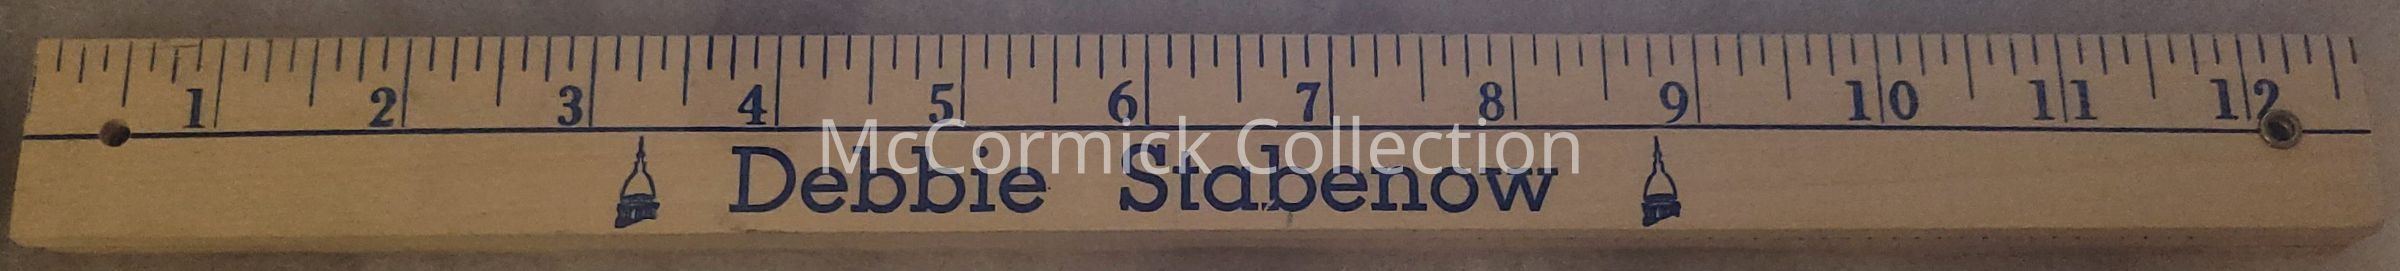 1 2 3 4 5 6 7 8 9 10 11 12
McCormick Collection
Debbie Stabenow